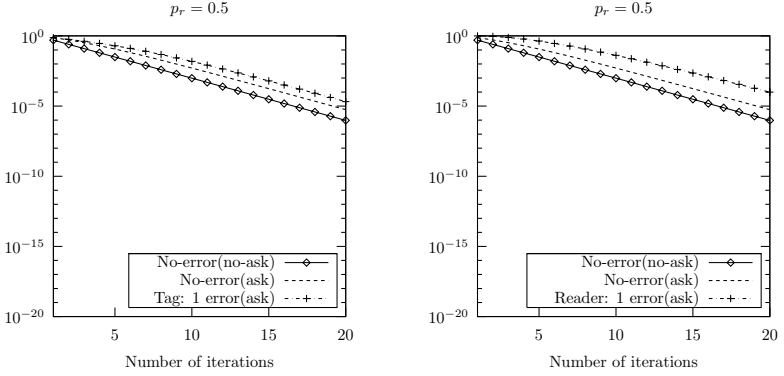 p_r = 0.5
10^0
10^{-5}
10^{-10}
10^{-15}
10^{-20}
No-error(no-ask)
No-error(ask)
Tag: 1 error(ask)
5 10 15 20
Number of iterations
p_r = 0.5
10^0
10^{-5}
10^{-10}
10^{-15}
10^{-20}
No-error(no-ask)
No-error(ask)
Reader: 1 error(ask)
5 10 15 20
Number of iterations